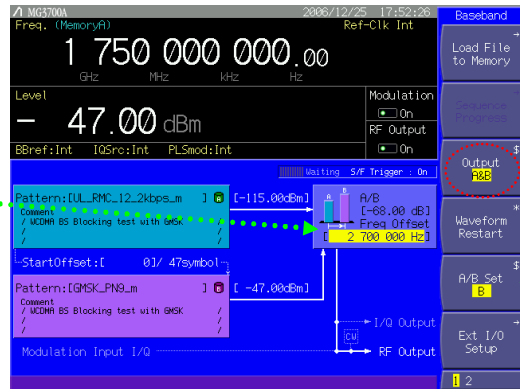 MG3700A 2006/12/25 17:52:26
Freq. (MemoryA) Ref-Clk Int
1 750 000 000.00
GHz MHz kHz Hz
Level
- 47.00 dBm
Modulation
On
RF Output
On
BBref:Int IQSrc:Int PLSmod:Int
Waiting S/F Trigger : On
Pattern:[UL_RMC_12_2kbps_m ] A [-115.00dBm]
Comment
/ WCDMA BS Blocking test with GMSK /
/ /
/ /
A B
A/B
[-68.00 dB]
Freq Offset
[ 2 700 000 Hz]
StartOffset:[ 0]/ 47symbol
Pattern:[GMSK_PN9_m ] B [ -47.00dBm]
Comment
/ WCDMA BS Blocking test with GMSK /
/ /
/ /
I/Q Output
CW
Modulation Input I/Q RF Output
Baseband
Load File
to Memory
Sequence
Progress
$
Output
A&B
*
Waveform
Restart
$
A/B Set
B
Ext I/O
Setup
1 2